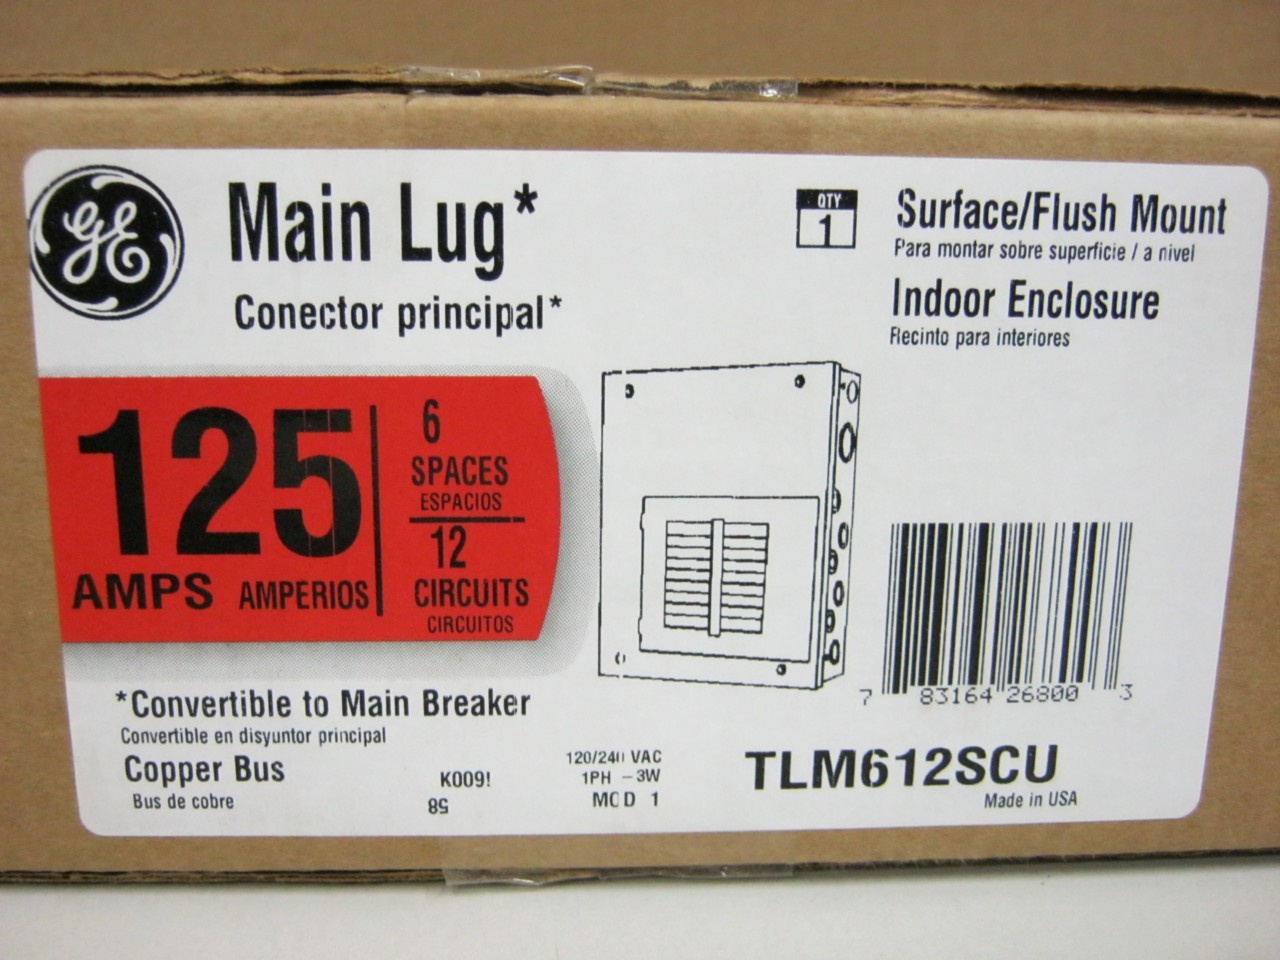 GE
Main Lug*
Conector principal*
QTY
1
Surface/Flush Mount
Para montar sobre superficie / a nivel
Indoor Enclosure
Recinto para interiores
125
AMPS AMPERIOS
6
SPACES
ESPACIOS
12
CIRCUITS
CIRCUITOS
*Convertible to Main Breaker
Convertible en disyuntor principal
Copper Bus
Bus de cobre
K009!
58
120/240 VAC
1PH - 3W
MOD 1
7 83164 26800 3
TLM612SCU
Made in USA